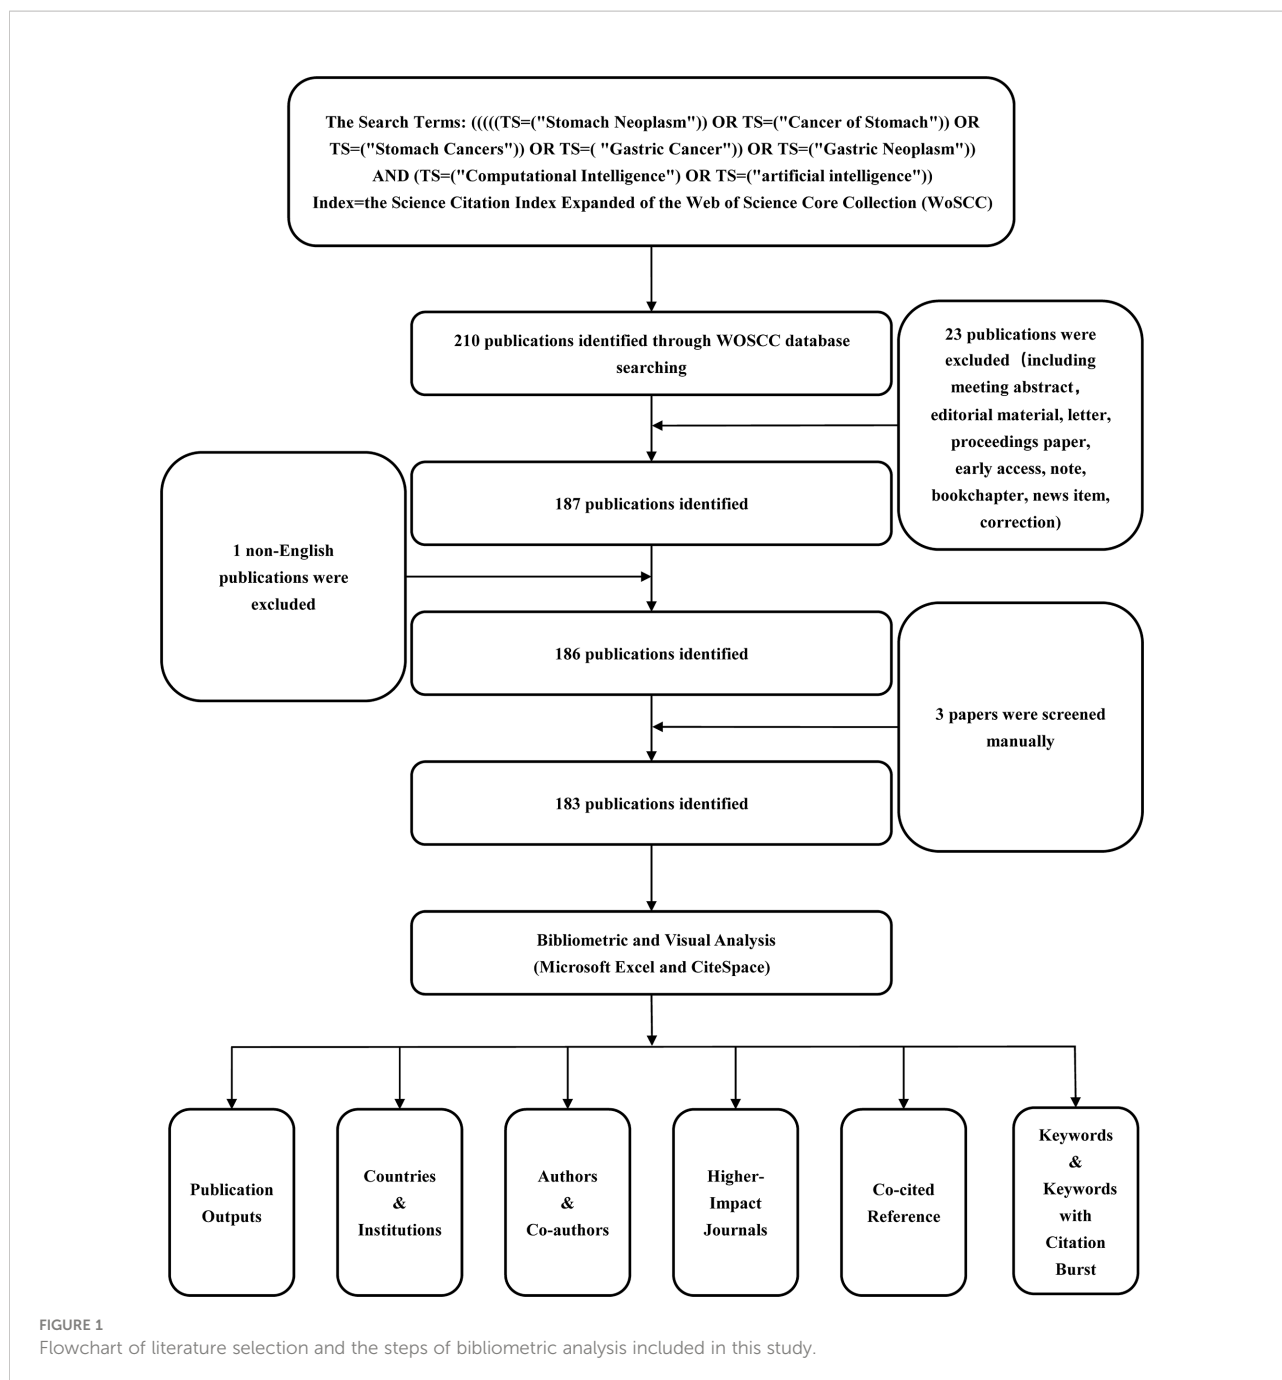 The Search Terms: (((((TS=("Stomach Neoplasm")) OR TS=("Cancer of Stomach")) OR
TS=("Stomach Cancers")) OR TS=( "Gastric Cancer")) OR TS=("Gastric Neoplasm"))
AND (TS=("Computational Intelligence") OR TS=("artificial intelligence"))
Index=the Science Citation Index Expanded of the Web of Science Core Collection (WoSCC)
210 publications identified through WOSCC database
searching
23 publications were
excluded（including
meeting abstract，
editorial material, letter,
proceedings paper,
early access, note,
bookchapter, news item,
correction)
187 publications identified
1 non-English
publications were
excluded
186 publications identified
3 papers were screened
manually
183 publications identified
Bibliometric and Visual Analysis
(Microsoft Excel and CiteSpace)
Publication
Outputs
Countries
&
Institutions
Authors
&
Co-authors
Higher-
Impact
Journals
Co-cited
Reference
Keywords
&
Keywords
with
Citation
Burst
FIGURE 1
Flowchart of literature selection and the steps of bibliometric analysis included in this study.